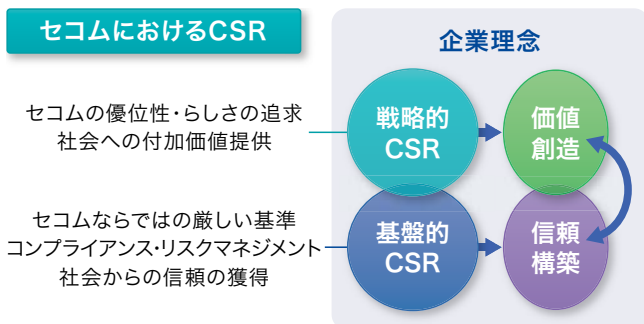 セコムにおけるCSR
企業理念
セコムの優位性・らしさの追求
社会への付加価値提供
戦略的
CSR
価値
創造
セコムならではの厳しい基準
コンプライアンス・リスクマネジメント
社会からの信頼の獲得
基盤的
CSR
信頼
構築